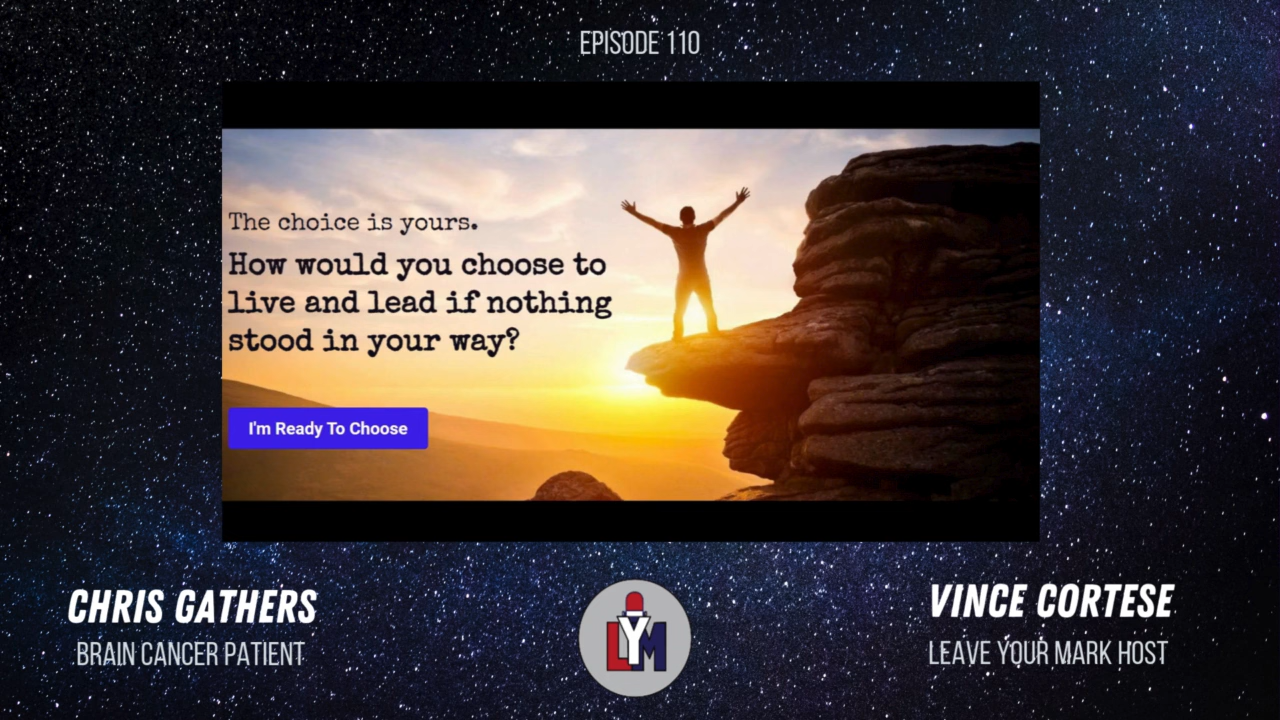 EPISODE 110
The choice is yours.
How would you choose to
live and lead if nothing
stood in your way?
I'm Ready To Choose
CHRIS GATHERS
BRAIN CANCER PATIENT
LYM
VINCE CORTESE
LEAVE YOUR MARK HOST